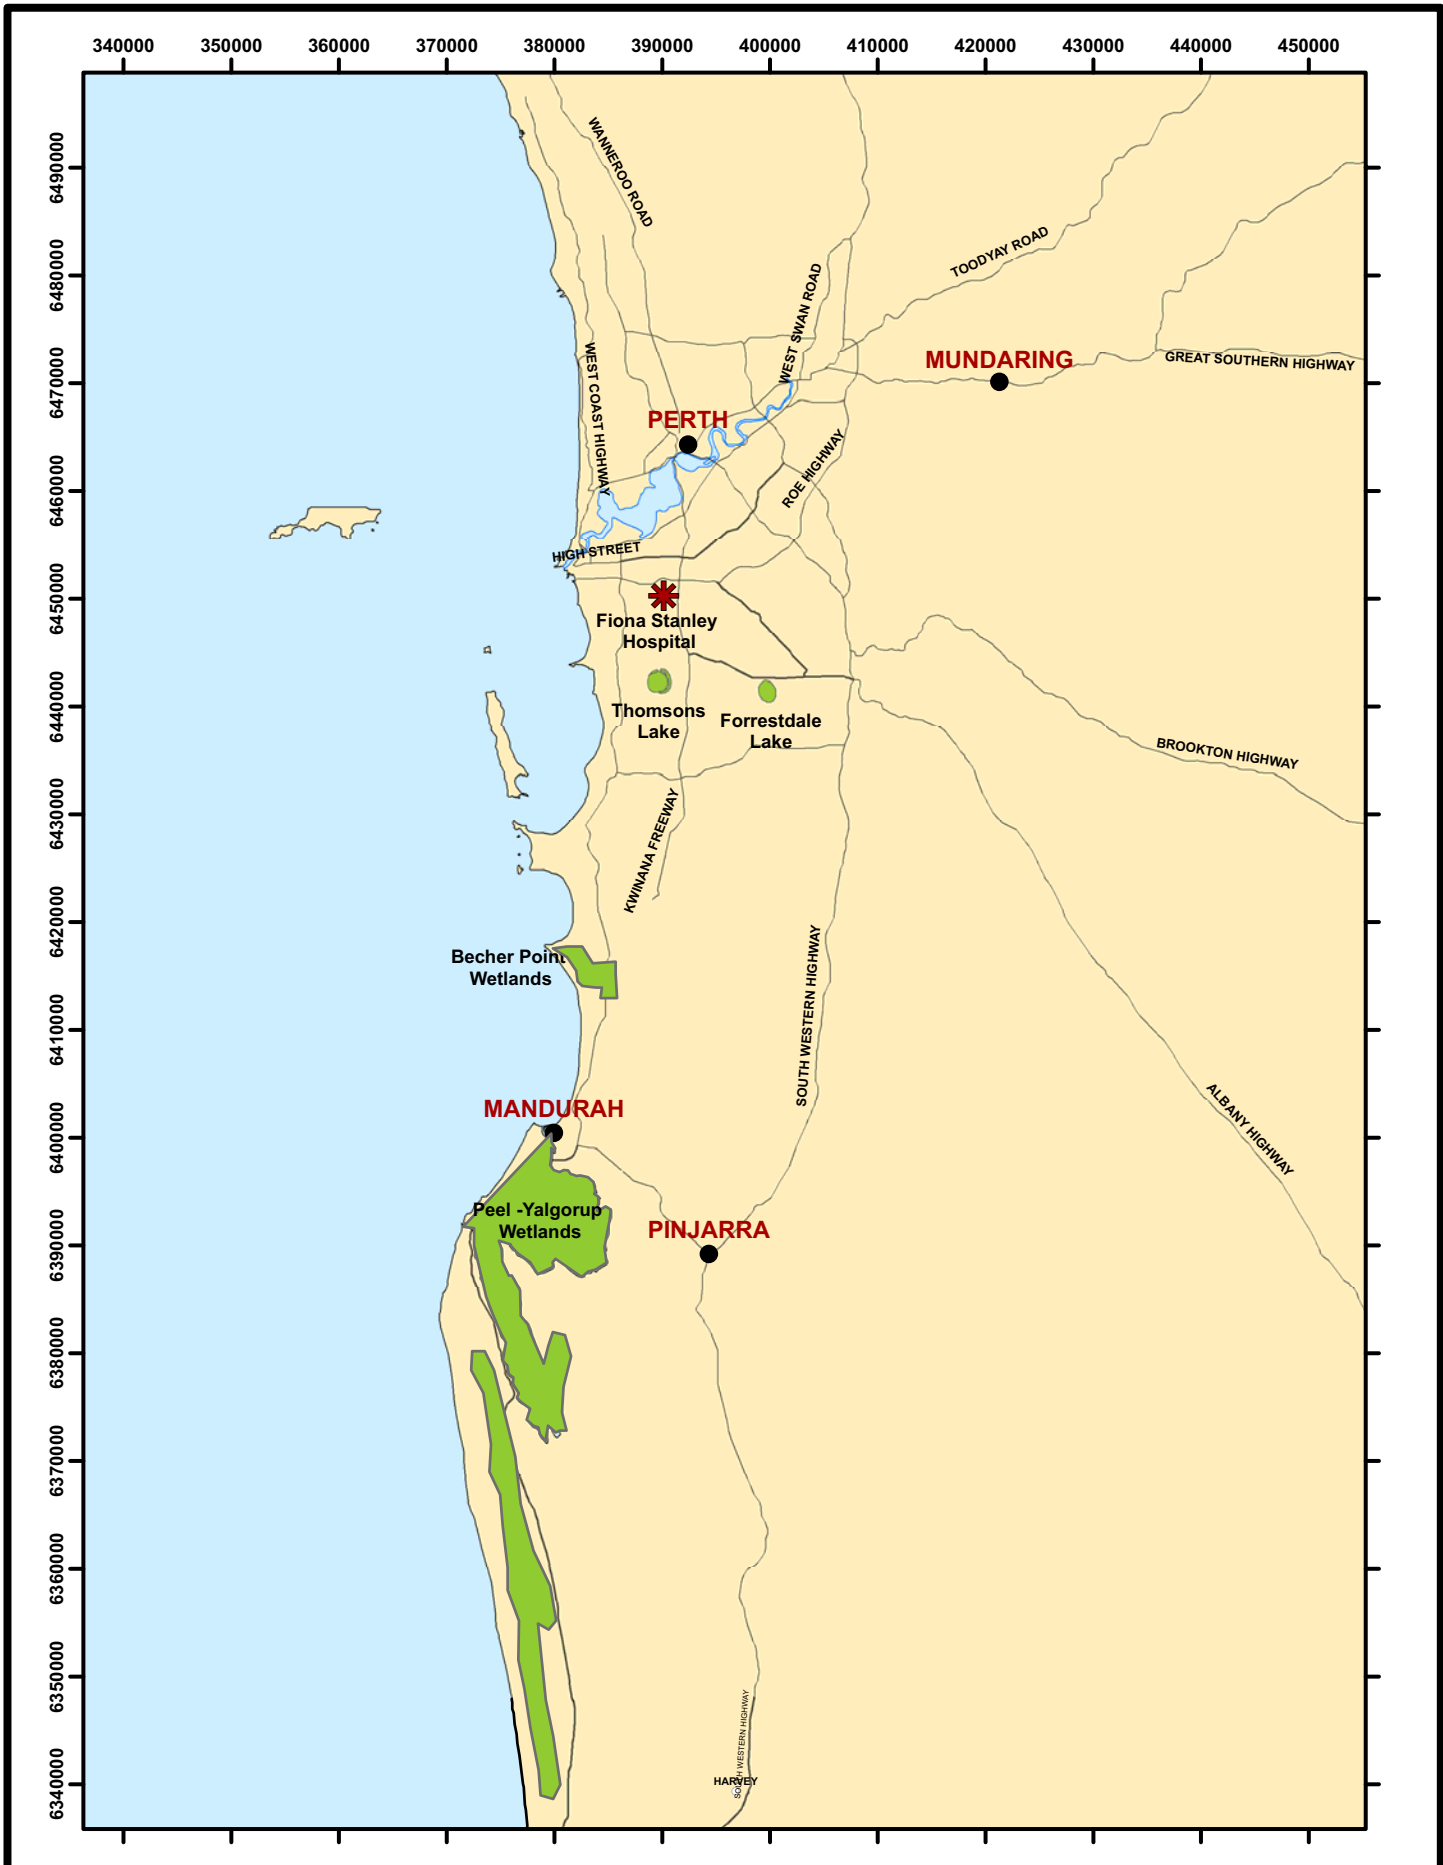 340000 350000 360000 370000 380000 390000 400000 410000 420000 430000 440000 450000
6490000
6480000
6470000
6460000
6450000
6440000
6430000
6420000
6410000
6400000
6390000
6380000
6370000
6360000
6350000
6340000
WANNEROO ROAD
TOODYAY ROAD
WEST SWAN ROAD
WEST COAST HIGHWAY
MUNDARING
GREAT SOUTHERN HIGHWAY
PERTH
ROE HIGHWAY
HIGH STREET
Fiona Stanley
Hospital
Thomsons
Lake
Forrestdale
Lake
BROOKTON HIGHWAY
KWINANA FREEWAY
Becher Point
Wetlands
SOUTH WESTERN HIGHWAY
MANDURAH
ALBANY HIGHWAY
Peel -Yalgorup
Wetlands
PINJARRA
SOUTH WESTERN HIGHWAY
HARVEY